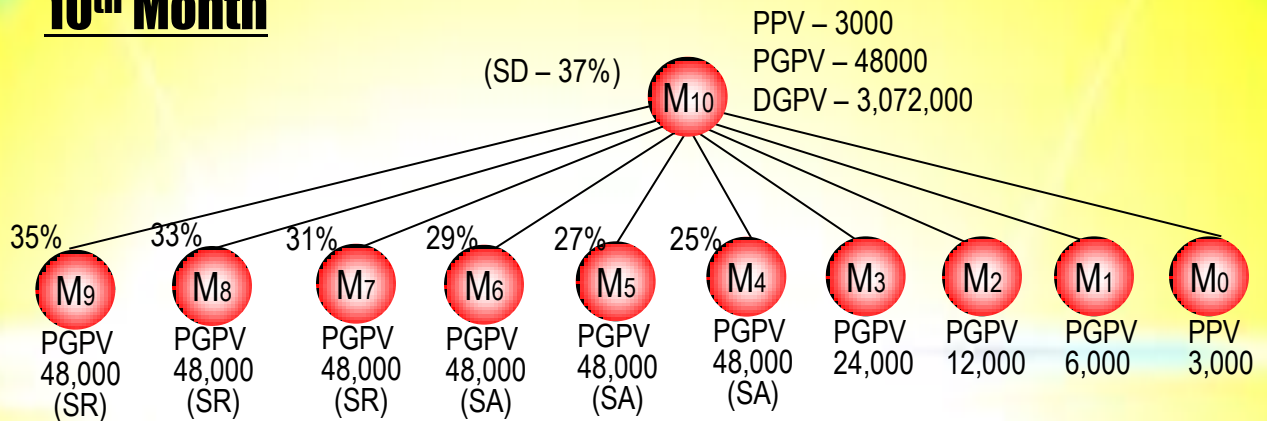 10th Month
PPV – 3000
(SD – 37%)
PGPV – 48000
M10
DGPV – 3,072,000
35%
33%
31%
29%
27%
25%
M9
M8
M7
M6
M5
M4
M3
M2
M1
M0
PGPV
48,000
(SR)
PGPV
48,000
(SR)
PGPV
48,000
(SR)
PGPV
48,000
(SA)
PGPV
48,000
(SA)
PGPV
48,000
(SA)
PGPV
24,000
PGPV
12,000
PGPV
6,000
PPV
3,000